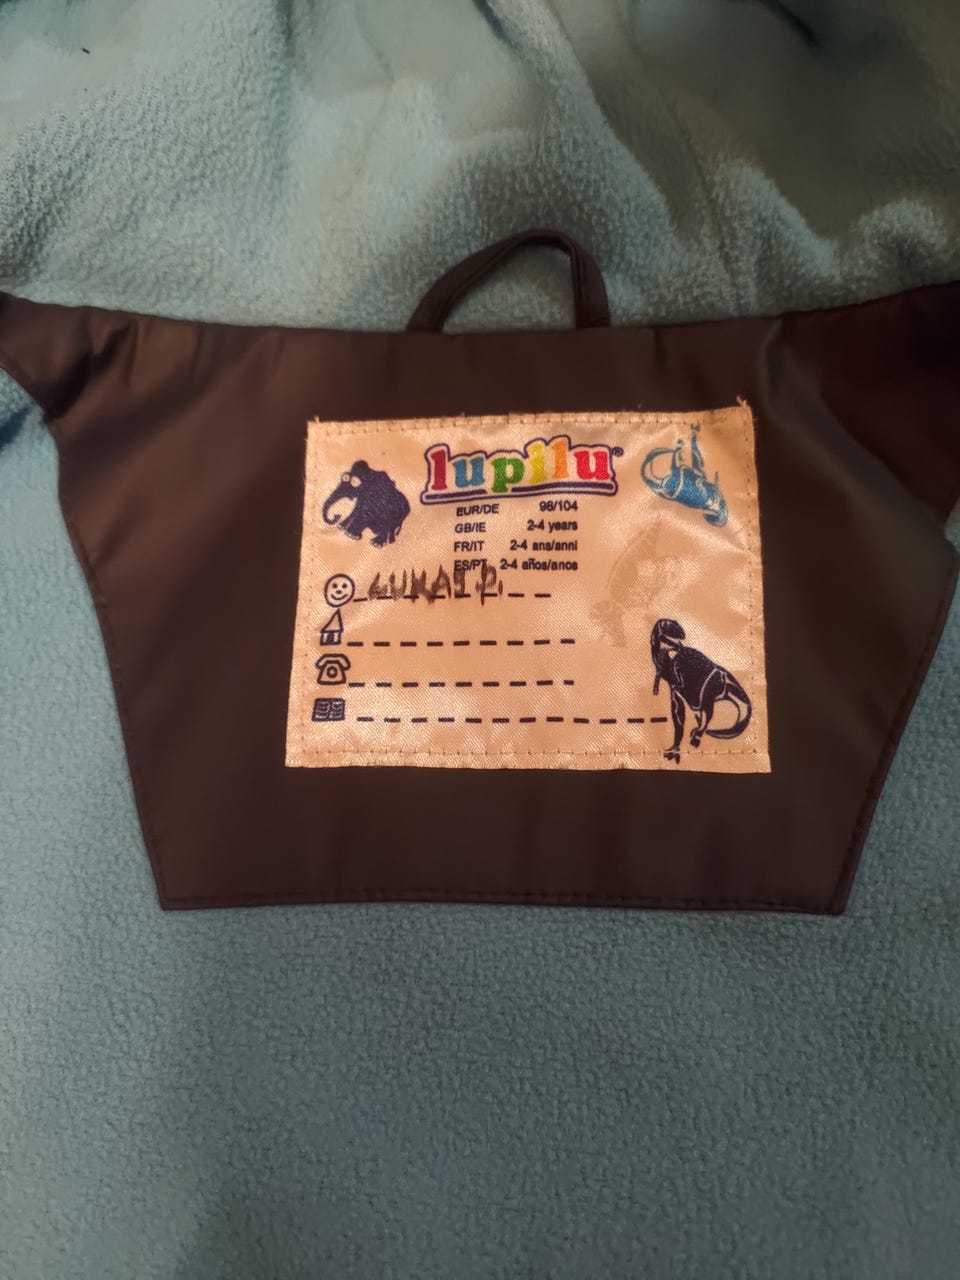 lupilu®
EUR/DE 98/104
GB/IE 2-4 years
FR/IT 2-4 ans/anni
ES/PT 2-4 años/anos